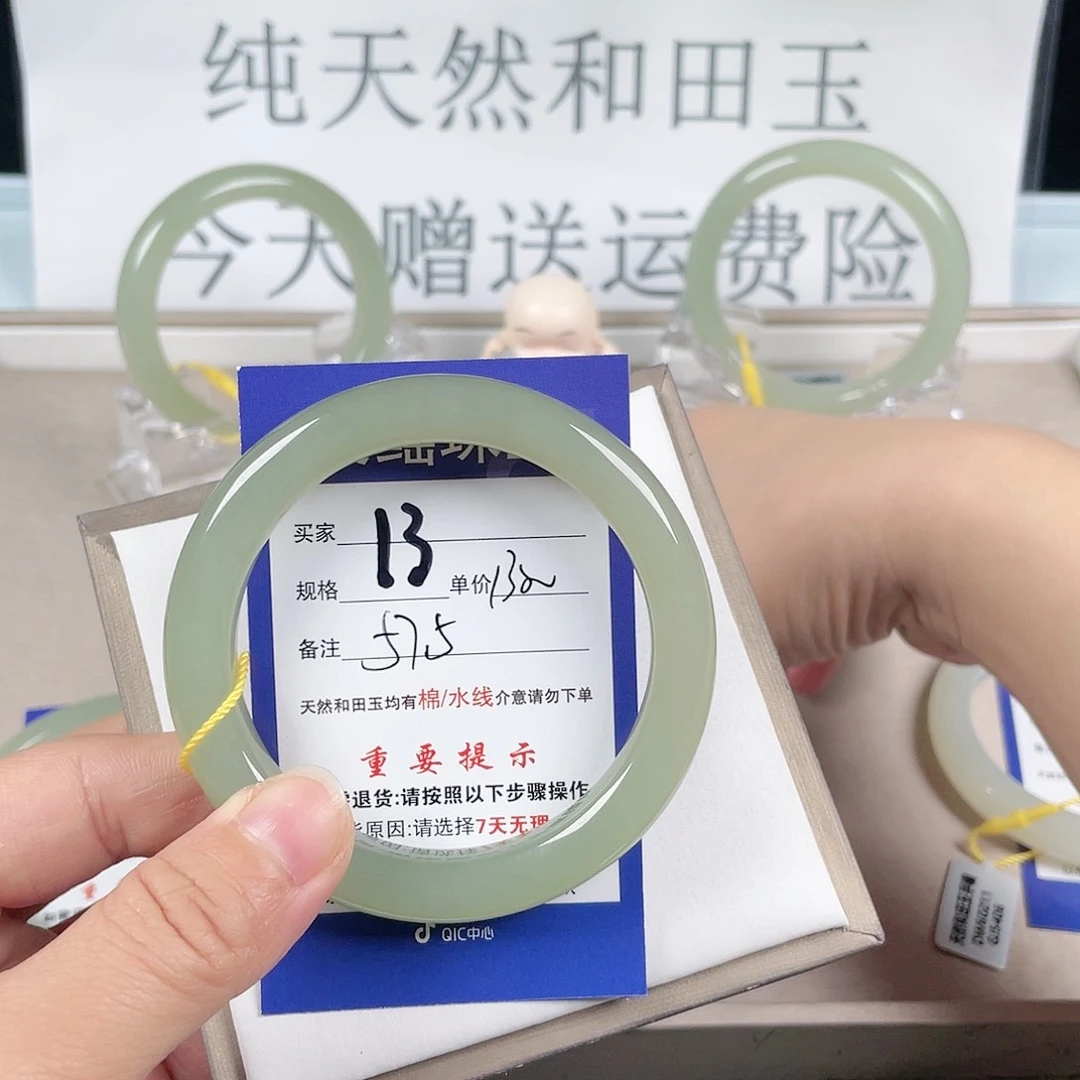 纯天然和田玉
今天赠送运费险
买家 13
规格 单价
备注 57.5
天然和田玉均有棉/水线介意请勿下单
重要提示
退货:请按照以下步骤操作
原因:请选择7天无理
QIC中心